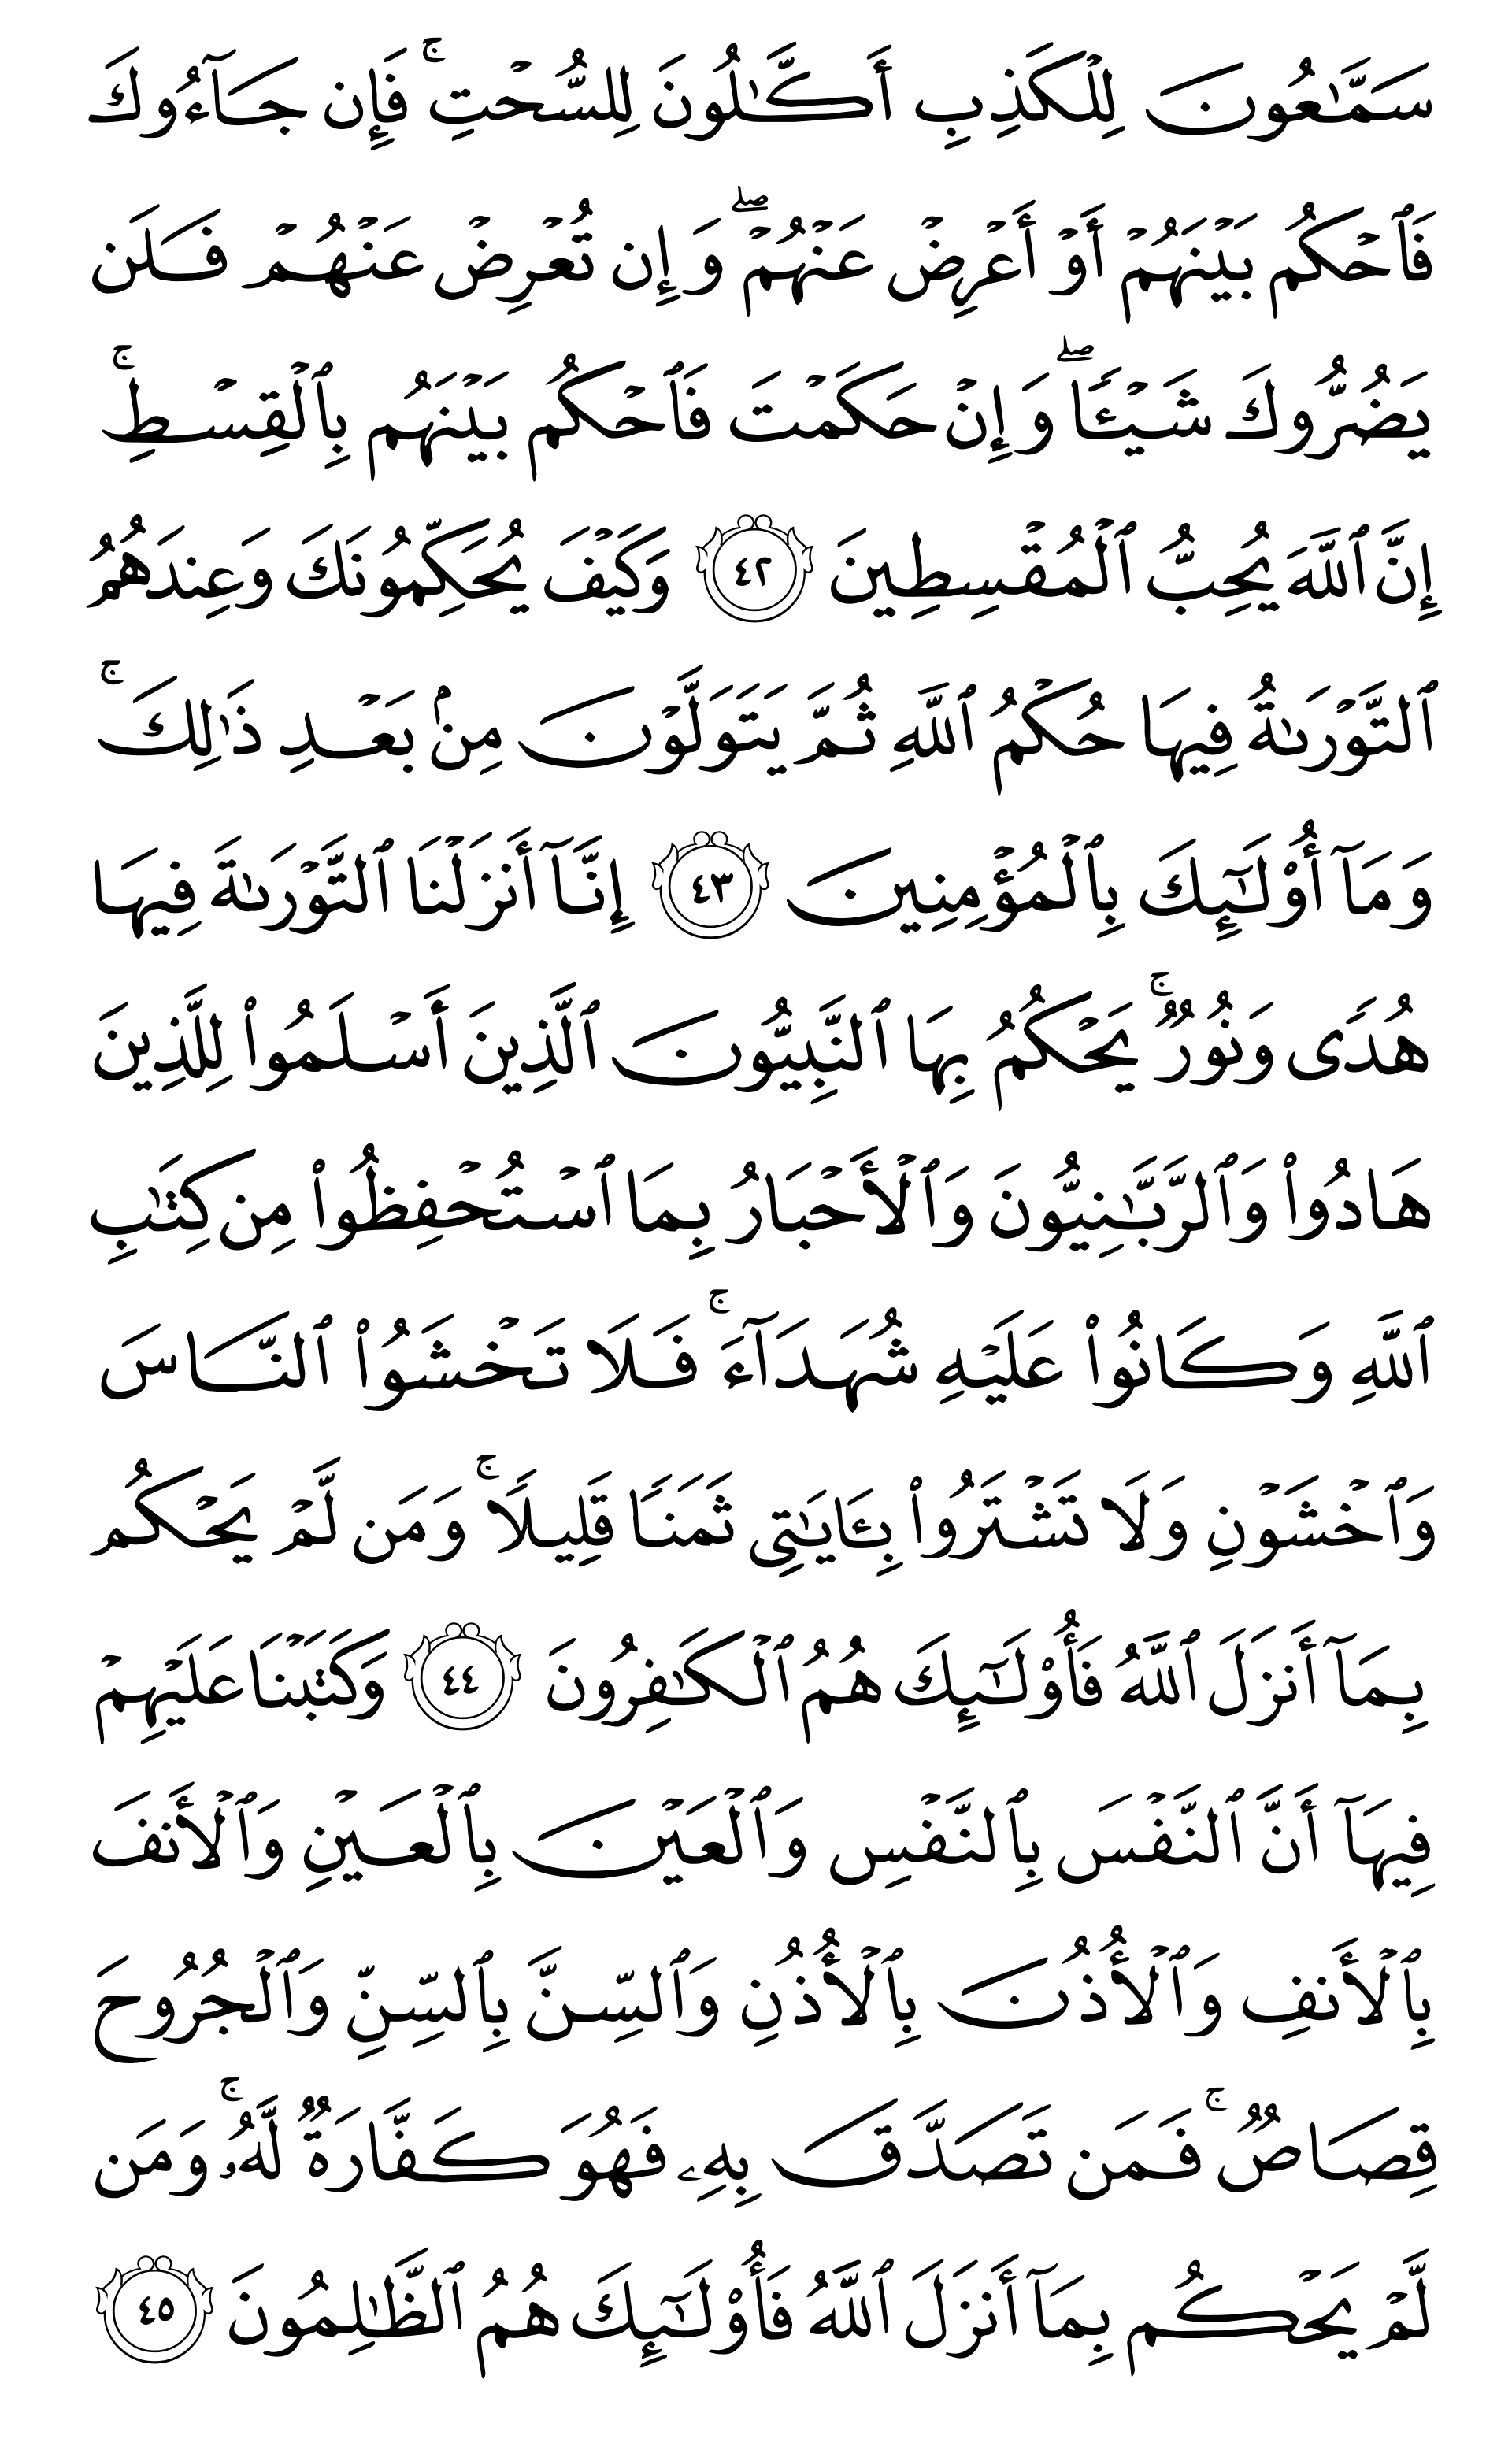 سَمَّٰعُونَ لِلْكَذِبِ أَكَّٰلُونَ لِلسُّحْتِ ۚ فَإِن جَآءُوكَ
فَٱحْكُم بَيْنَهُمْ أَوْ أَعْرِضْ عَنْهُمْ ۖ وَإِن تُعْرِضْ عَنْهُمْ فَلَن
يَضُرُّوكَ شَيْـًٔا ۖ وَإِنْ حَكَمْتَ فَٱحْكُم بَيْنَهُم بِٱلْقِسْطِ ۚ
إِنَّ ٱللَّهَ يُحِبُّ ٱلْمُقْسِطِينَ ٤٢ وَكَيْفَ يُحَكِّمُونَكَ وَعِندَهُمُ
ٱلتَّوْرَىٰةُ فِيهَا حُكْمُ ٱللَّهِ ثُمَّ يَتَوَلَّوْنَ مِنۢ بَعْدِ ذَٰلِكَ ۚ
وَمَآ أُو۟لَٰٓئِكَ بِٱلْمُؤْمِنِينَ ٤٣ إِنَّآ أَنزَلْنَا ٱلتَّوْرَىٰةَ فِيهَا
هُدًى وَنُورٌ ۚ يَحْكُمُ بِهَا ٱلنَّبِيُّونَ ٱلَّذِينَ أَسْلَمُوا۟ لِلَّذِينَ
هَادُوا۟ وَٱلرَّبَّٰنِيُّونَ وَٱلْأَحْبَارُ بِمَا ٱسْتُحْفِظُوا۟ مِن كِتَٰبِ
ٱللَّهِ وَكَانُوا۟ عَلَيْهِ شُهَدَآءَ ۚ فَلَا تَخْشَوُا۟ ٱلنَّاسَ
وَٱخْشَوْنِ وَلَا تَشْتَرُوا۟ بِـَٔايَٰتِى ثَمَنًا قَلِيلًا ۚ وَمَن لَّمْ يَحْكُم
بِمَآ أَنزَلَ ٱللَّهُ فَأُو۟لَٰٓئِكَ هُمُ ٱلْكَٰفِرُونَ ٤٤ وَكَتَبْنَا عَلَيْهِمْ
فِيهَآ أَنَّ ٱلنَّفْسَ بِٱلنَّفْسِ وَٱلْعَيْنَ بِٱلْعَيْنِ وَٱلْأَنفَ
بِٱلْأَنفِ وَٱلْأُذُنَ بِٱلْأُذُنِ وَٱلسِّنَّ بِٱلسِّنِّ وَٱلْجُرُوحَ
قِصَاصٌ ۚ فَمَن تَصَدَّقَ بِهِۦ فَهُوَ كَفَّارَةٌ لَّهُۥ ۚ وَمَن
لَّمْ يَحْكُم بِمَآ أَنزَلَ ٱللَّهُ فَأُو۟لَٰٓئِكَ هُمُ ٱلظَّٰلِمُونَ ٤٥